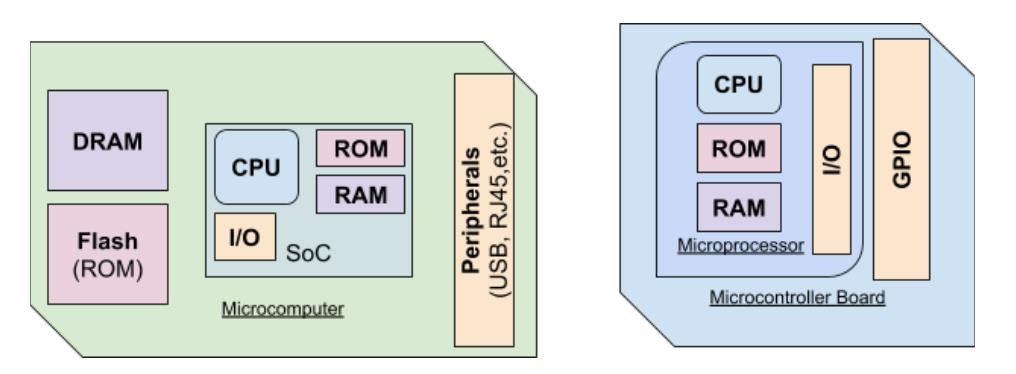 DRAM
Flash
(ROM)
CPU
ROM
RAM
I/O
SoC
Microcomputer
Peripherals
(USB, RJ45,etc.)
CPU
ROM
RAM
Microprocessor
I/O
GPIO
Microcontroller Board